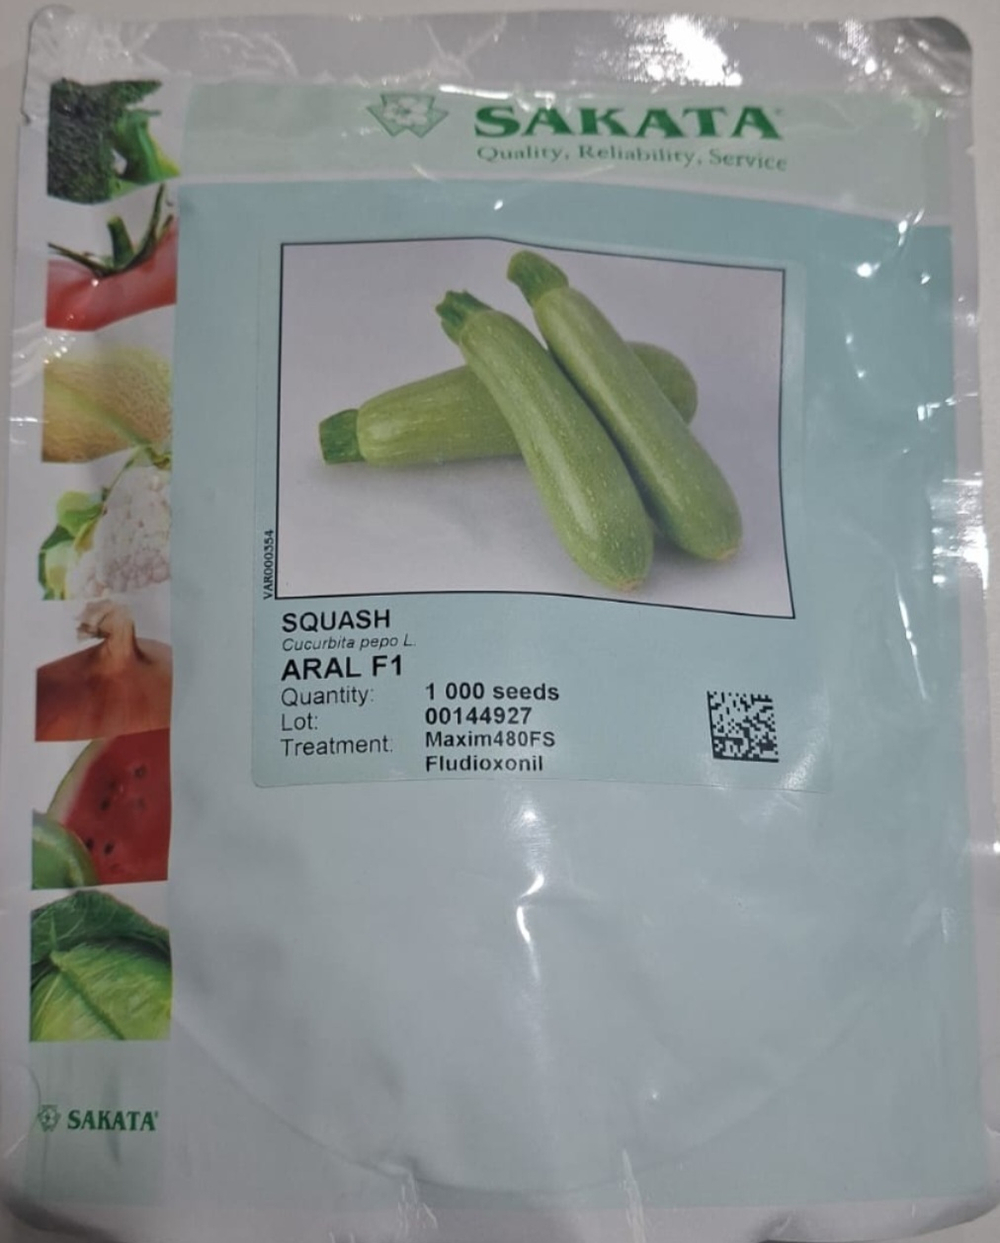 SAKATA
Quality, Reliability, Service
VAR000354
SQUASH
Cucurbita pepo L.
ARAL F1
Quantity: 1 000 seeds
Lot: 00144927
Treatment: Maxim480FS
Fludioxonil
SAKATA